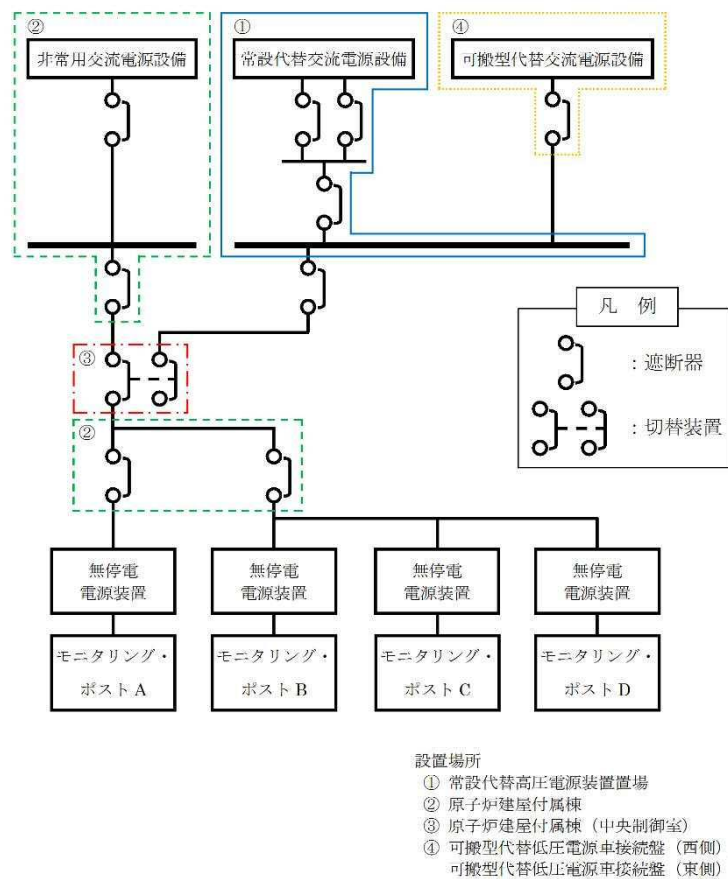 ②
非常用交流電源設備
①
常設代替交流電源設備
④
可搬型代替交流電源設備
凡 例
：遮断器
：切替装置
③
②
無停電
電源装置
無停電
電源装置
無停電
電源装置
無停電
電源装置
モニタリング・
ポスト A
モニタリング・
ポスト B
モニタリング・
ポスト C
モニタリング・
ポスト D
設置場所
① 常設代替高圧電源装置置場
② 原子炉建屋付属棟
③ 原子炉建屋付属棟（中央制御室）
④ 可搬型代替低圧電源車接続盤（西側）
可搬型代替低圧電源車接続盤（東側）